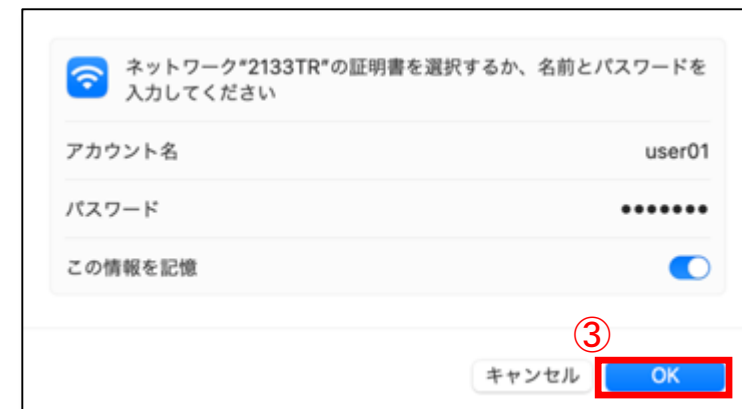 ネットワーク“2133TR”の証明書を選択するか、名前とパスワードを
入力してください
アカウント名 user01
パスワード •••••••
この情報を記憶
③
キャンセル OK